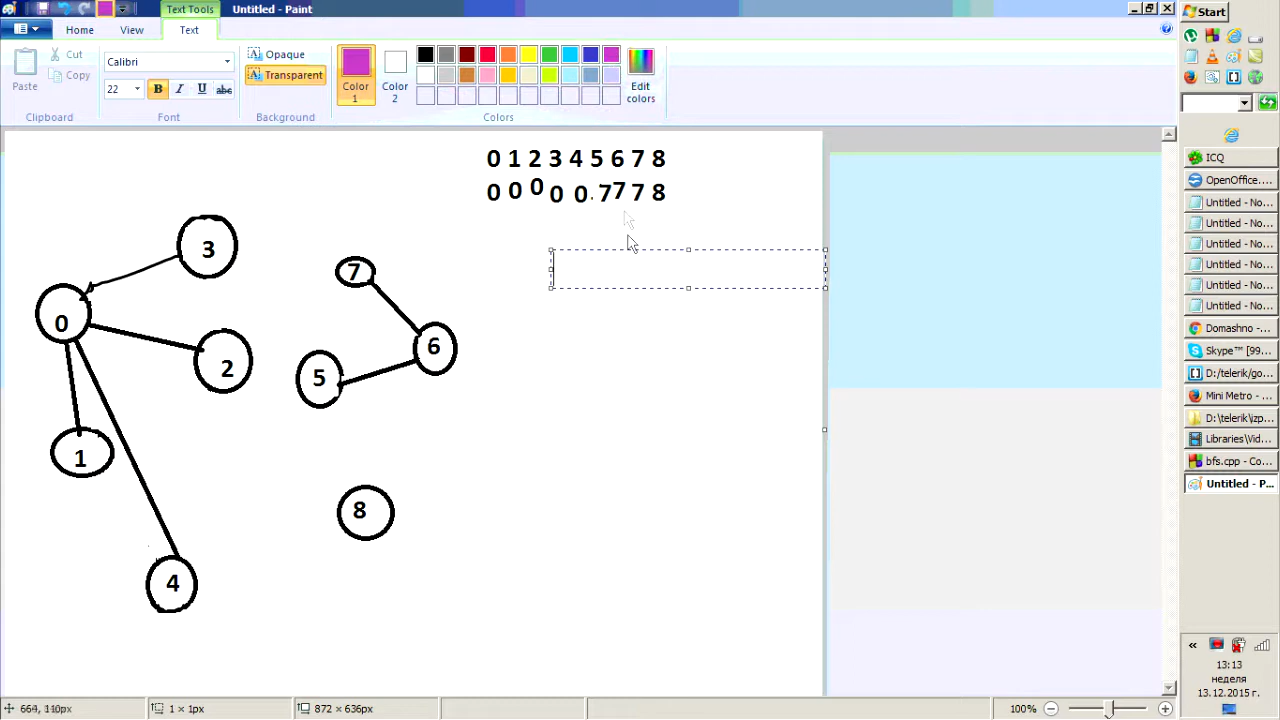 Text Tools
Untitled - Paint
Home
View
Text
Paste
Cut
Copy
Clipboard
Calibri
22
B I U abc
Font
Opaque
Transparent
Background
Color 1
Color 2
Edit colors
Colors
0 1 2 3 4 5 6 7 8
0 0 0 0 0 7 7 7 8
3
7
0
6
2
5
1
8
4
Start
ICQ
OpenOffice.
Untitled - No...
Untitled - No...
Untitled - No...
Untitled - No...
Untitled - No...
Untitled - No...
Domashno -...
Skype™ [99...
D:/telerik/go...
Mini Metro -...
D:\telerik\izp...
Libraries\Vid...
bfs.cpp - Co...
Untitled - P...
13:13
неделя
13.12.2015 г.
664, 110px
1 × 1px
872 × 636px
100%